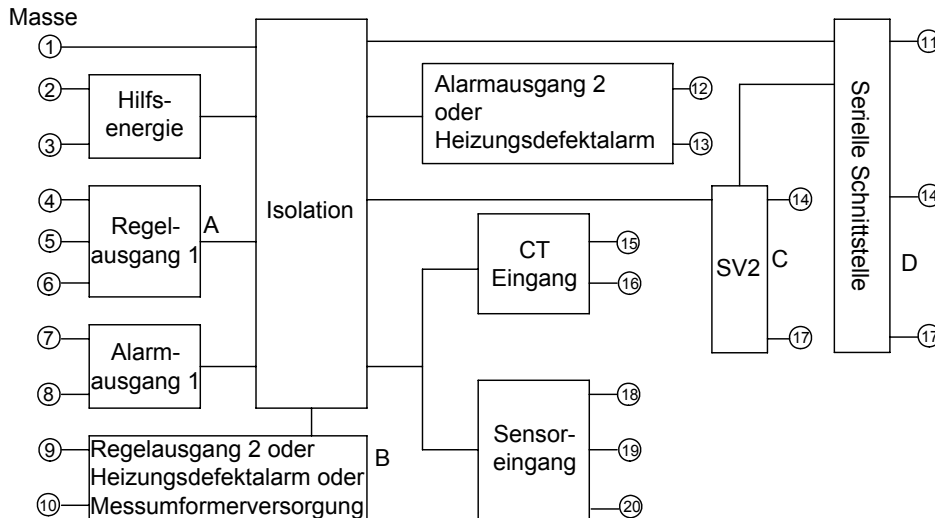 Masse
1
2
3
Hilfs-
energie
4
5
6
Regel-
ausgang 1
A
7
8
Alarm-
ausgang 1
9
10
Regelausgang 2 oder
Heizungsdefektalarm oder
Messumformerversorgung
B
Isolation
Alarmausgang 2
oder
Heizungsdefektalarm
12
13
CT
Eingang
15
16
Sensor-
eingang
18
19
20
SV2
C
14
17
Serielle Schnittstelle
D
11
14
17